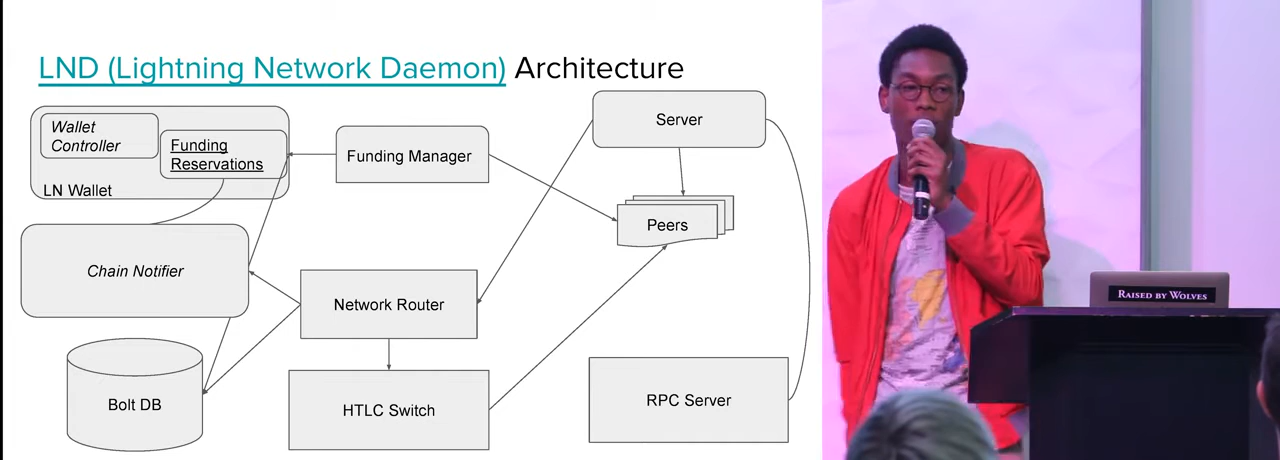 LND (Lightning Network Daemon) Architecture
Wallet
Controller
Funding
Reservations
LN Wallet
Funding Manager
Server
Peers
Chain Notifier
Network Router
Bolt DB
HTLC Switch
RPC Server
RAISED BY WOLVES